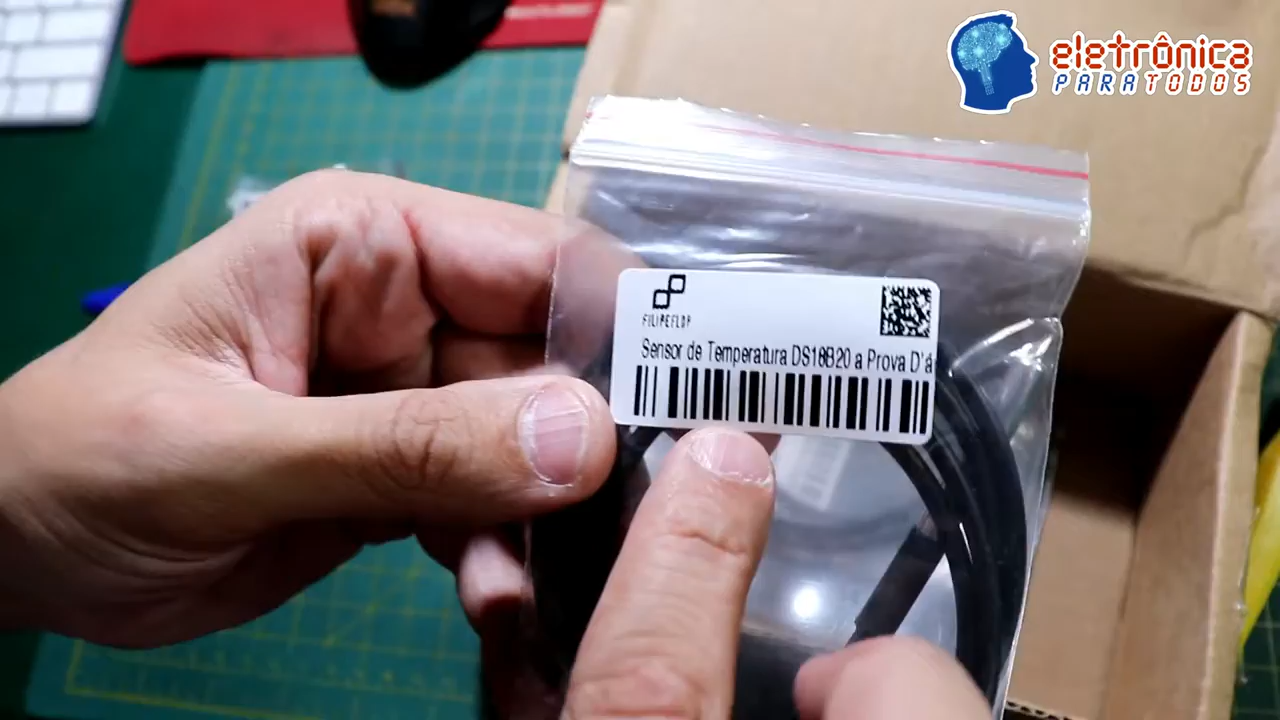 eletrônica
PARATODOS
FILIPEFLOP
Sensor de Temperatura DS18B20 a Prova D'á